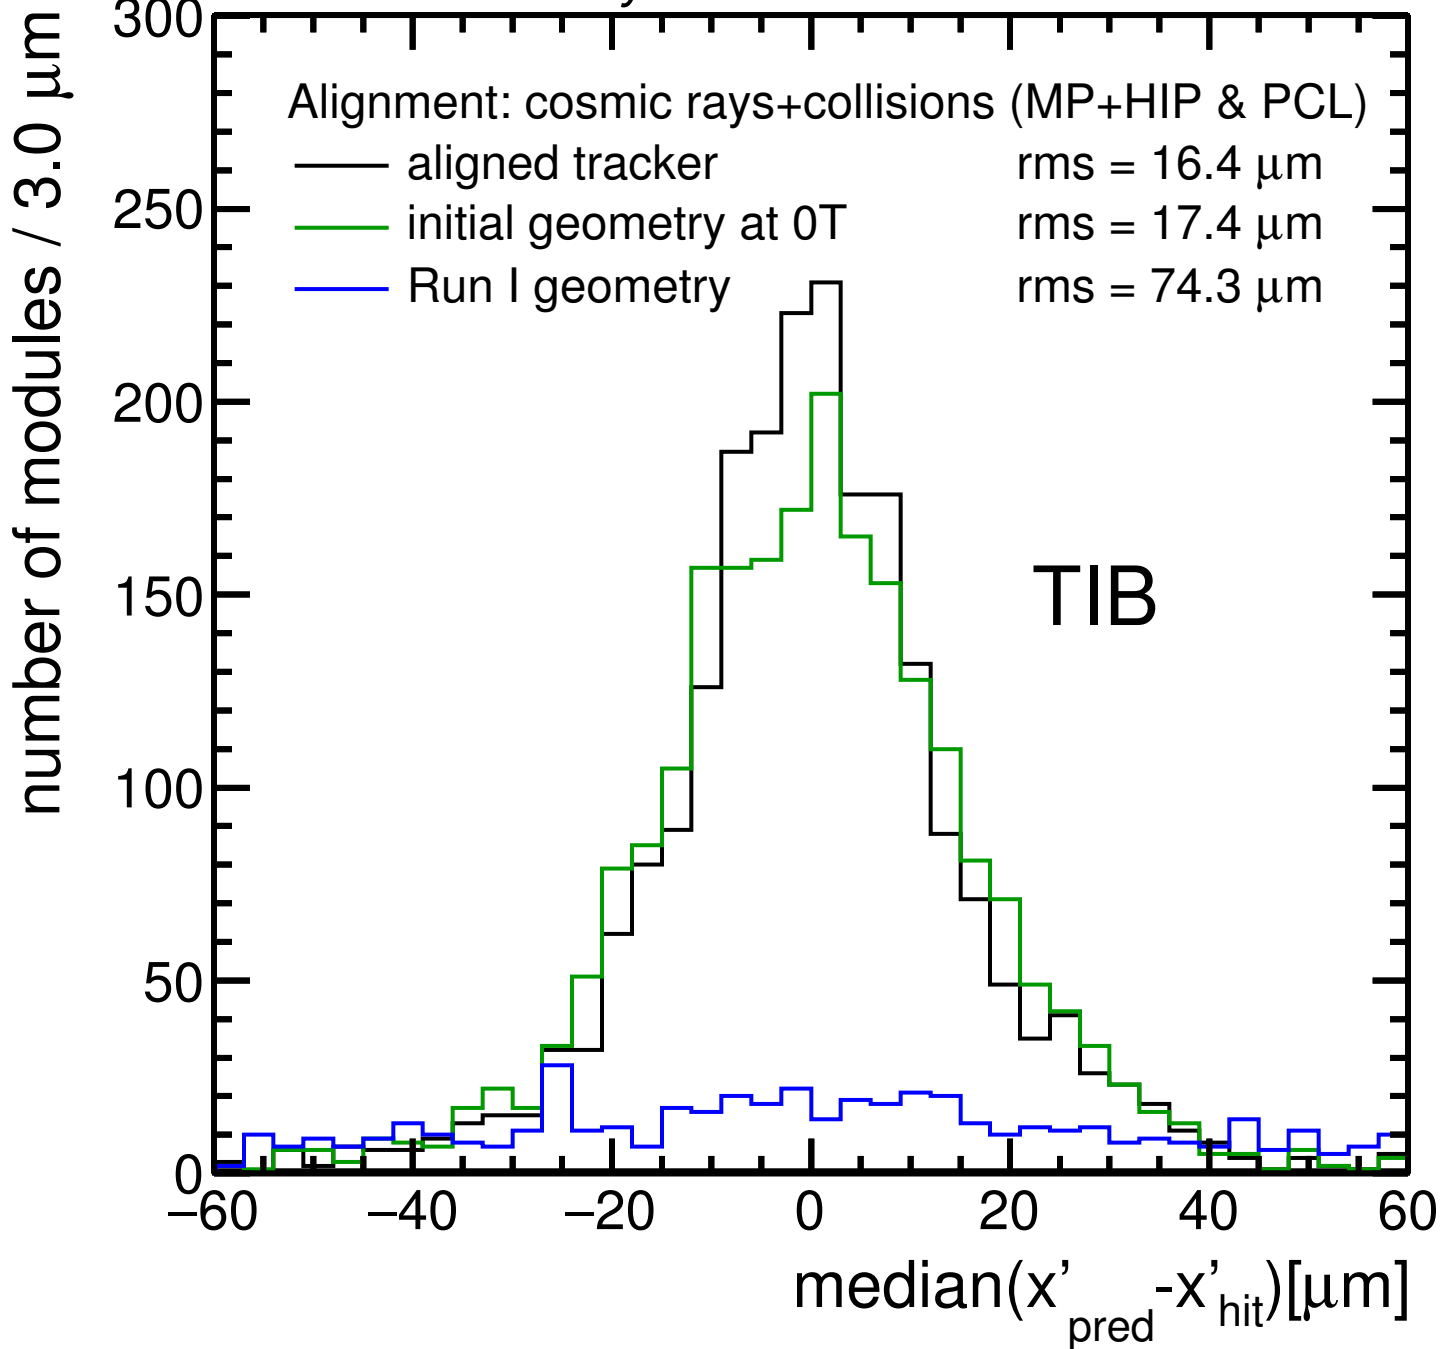 number of modules / 3.0 μm
300
250
200
150
100
50
0
Alignment: cosmic rays+collisions (MP+HIP & PCL)
aligned tracker rms = 16.4 μm
initial geometry at 0T rms = 17.4 μm
Run I geometry rms = 74.3 μm
TIB
−60 −40 −20 0 20 40 60
median(x'pred-x'hit)[μm]